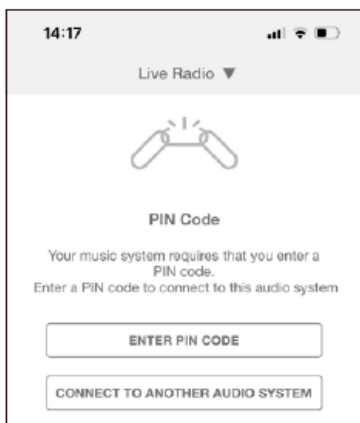 14:17
Live Radio ▼
PIN Code
Your music system requires that you enter a
PIN code.
Enter a PIN code to connect to this audio system
ENTER PIN CODE
CONNECT TO ANOTHER AUDIO SYSTEM